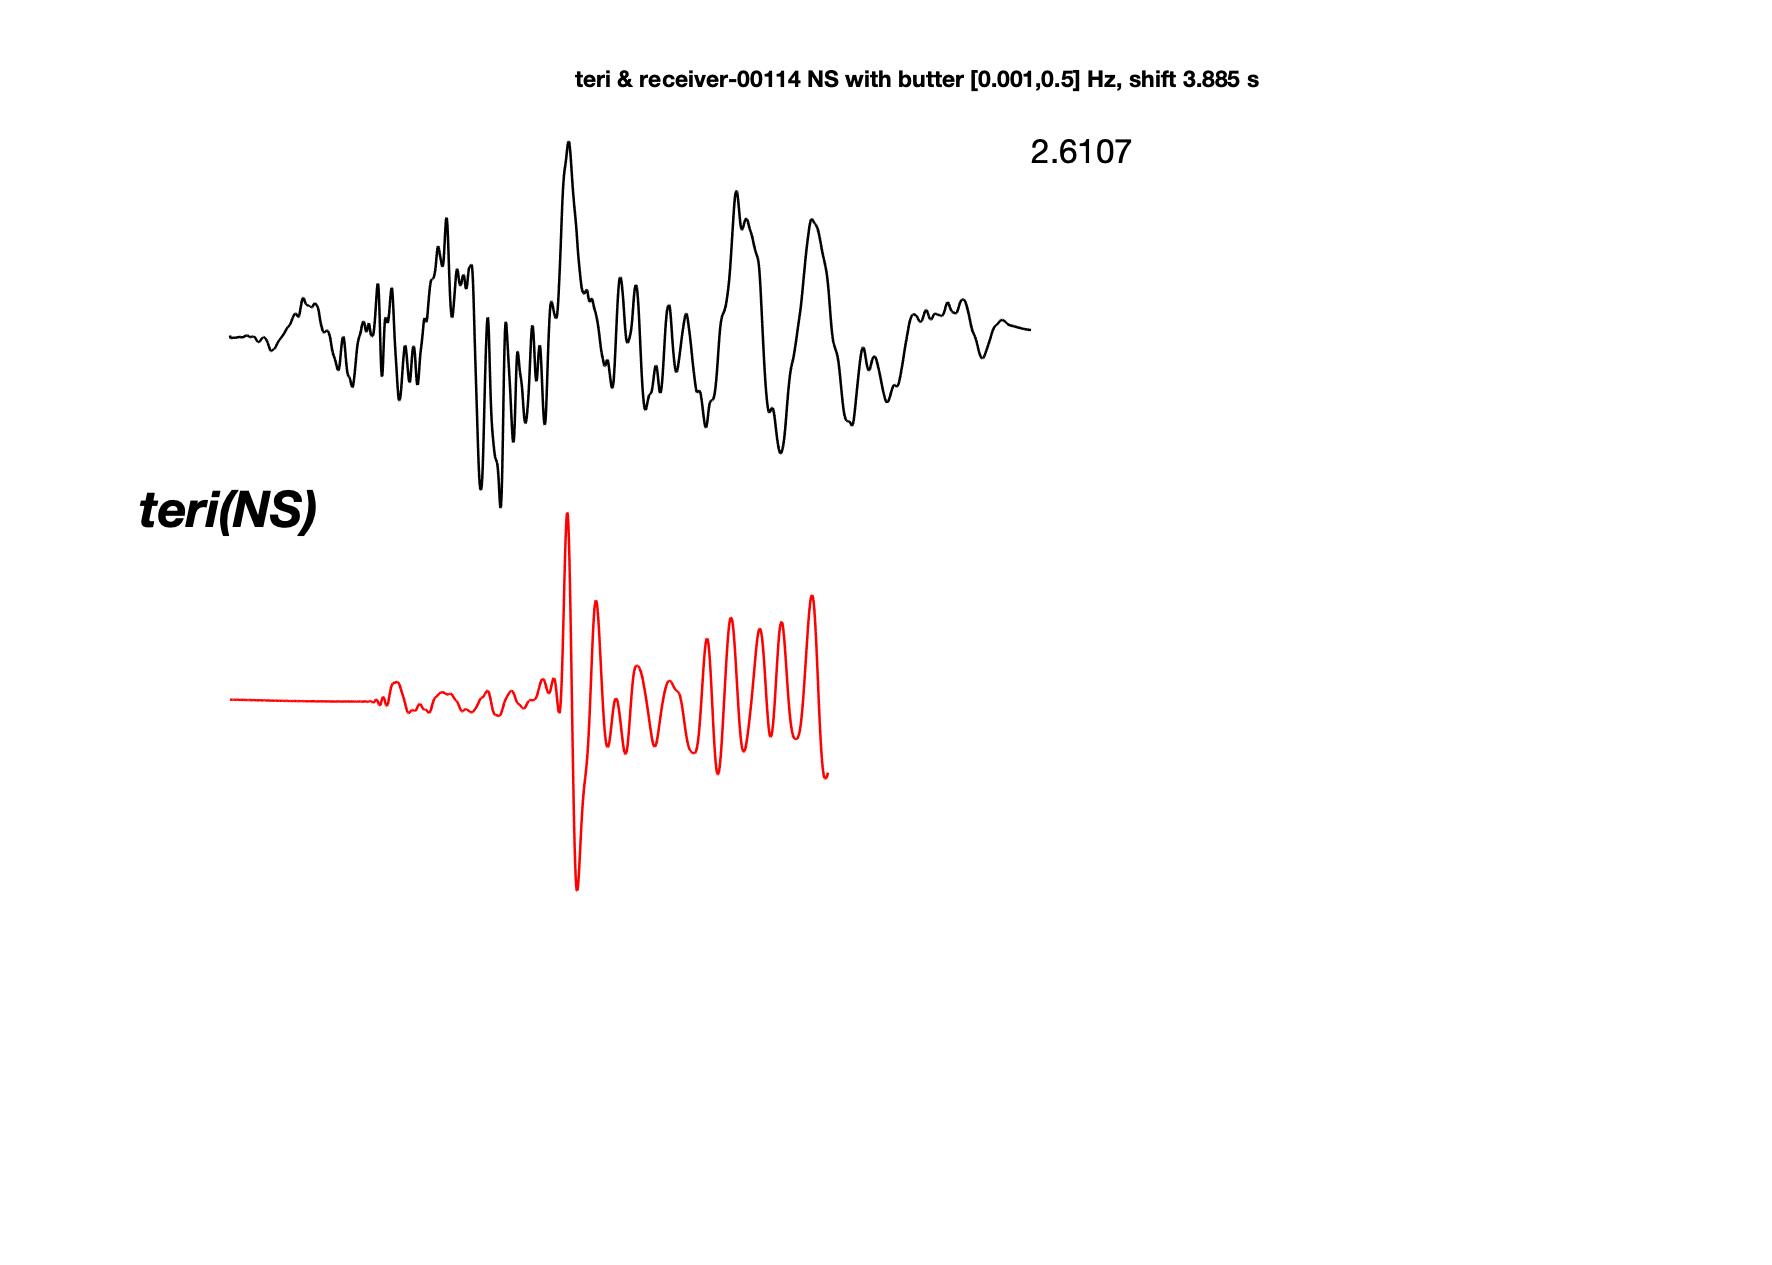 teri & receiver-00114 NS with butter [0.001,0.5] Hz, shift 3.885 s
2.6107
teri(NS)